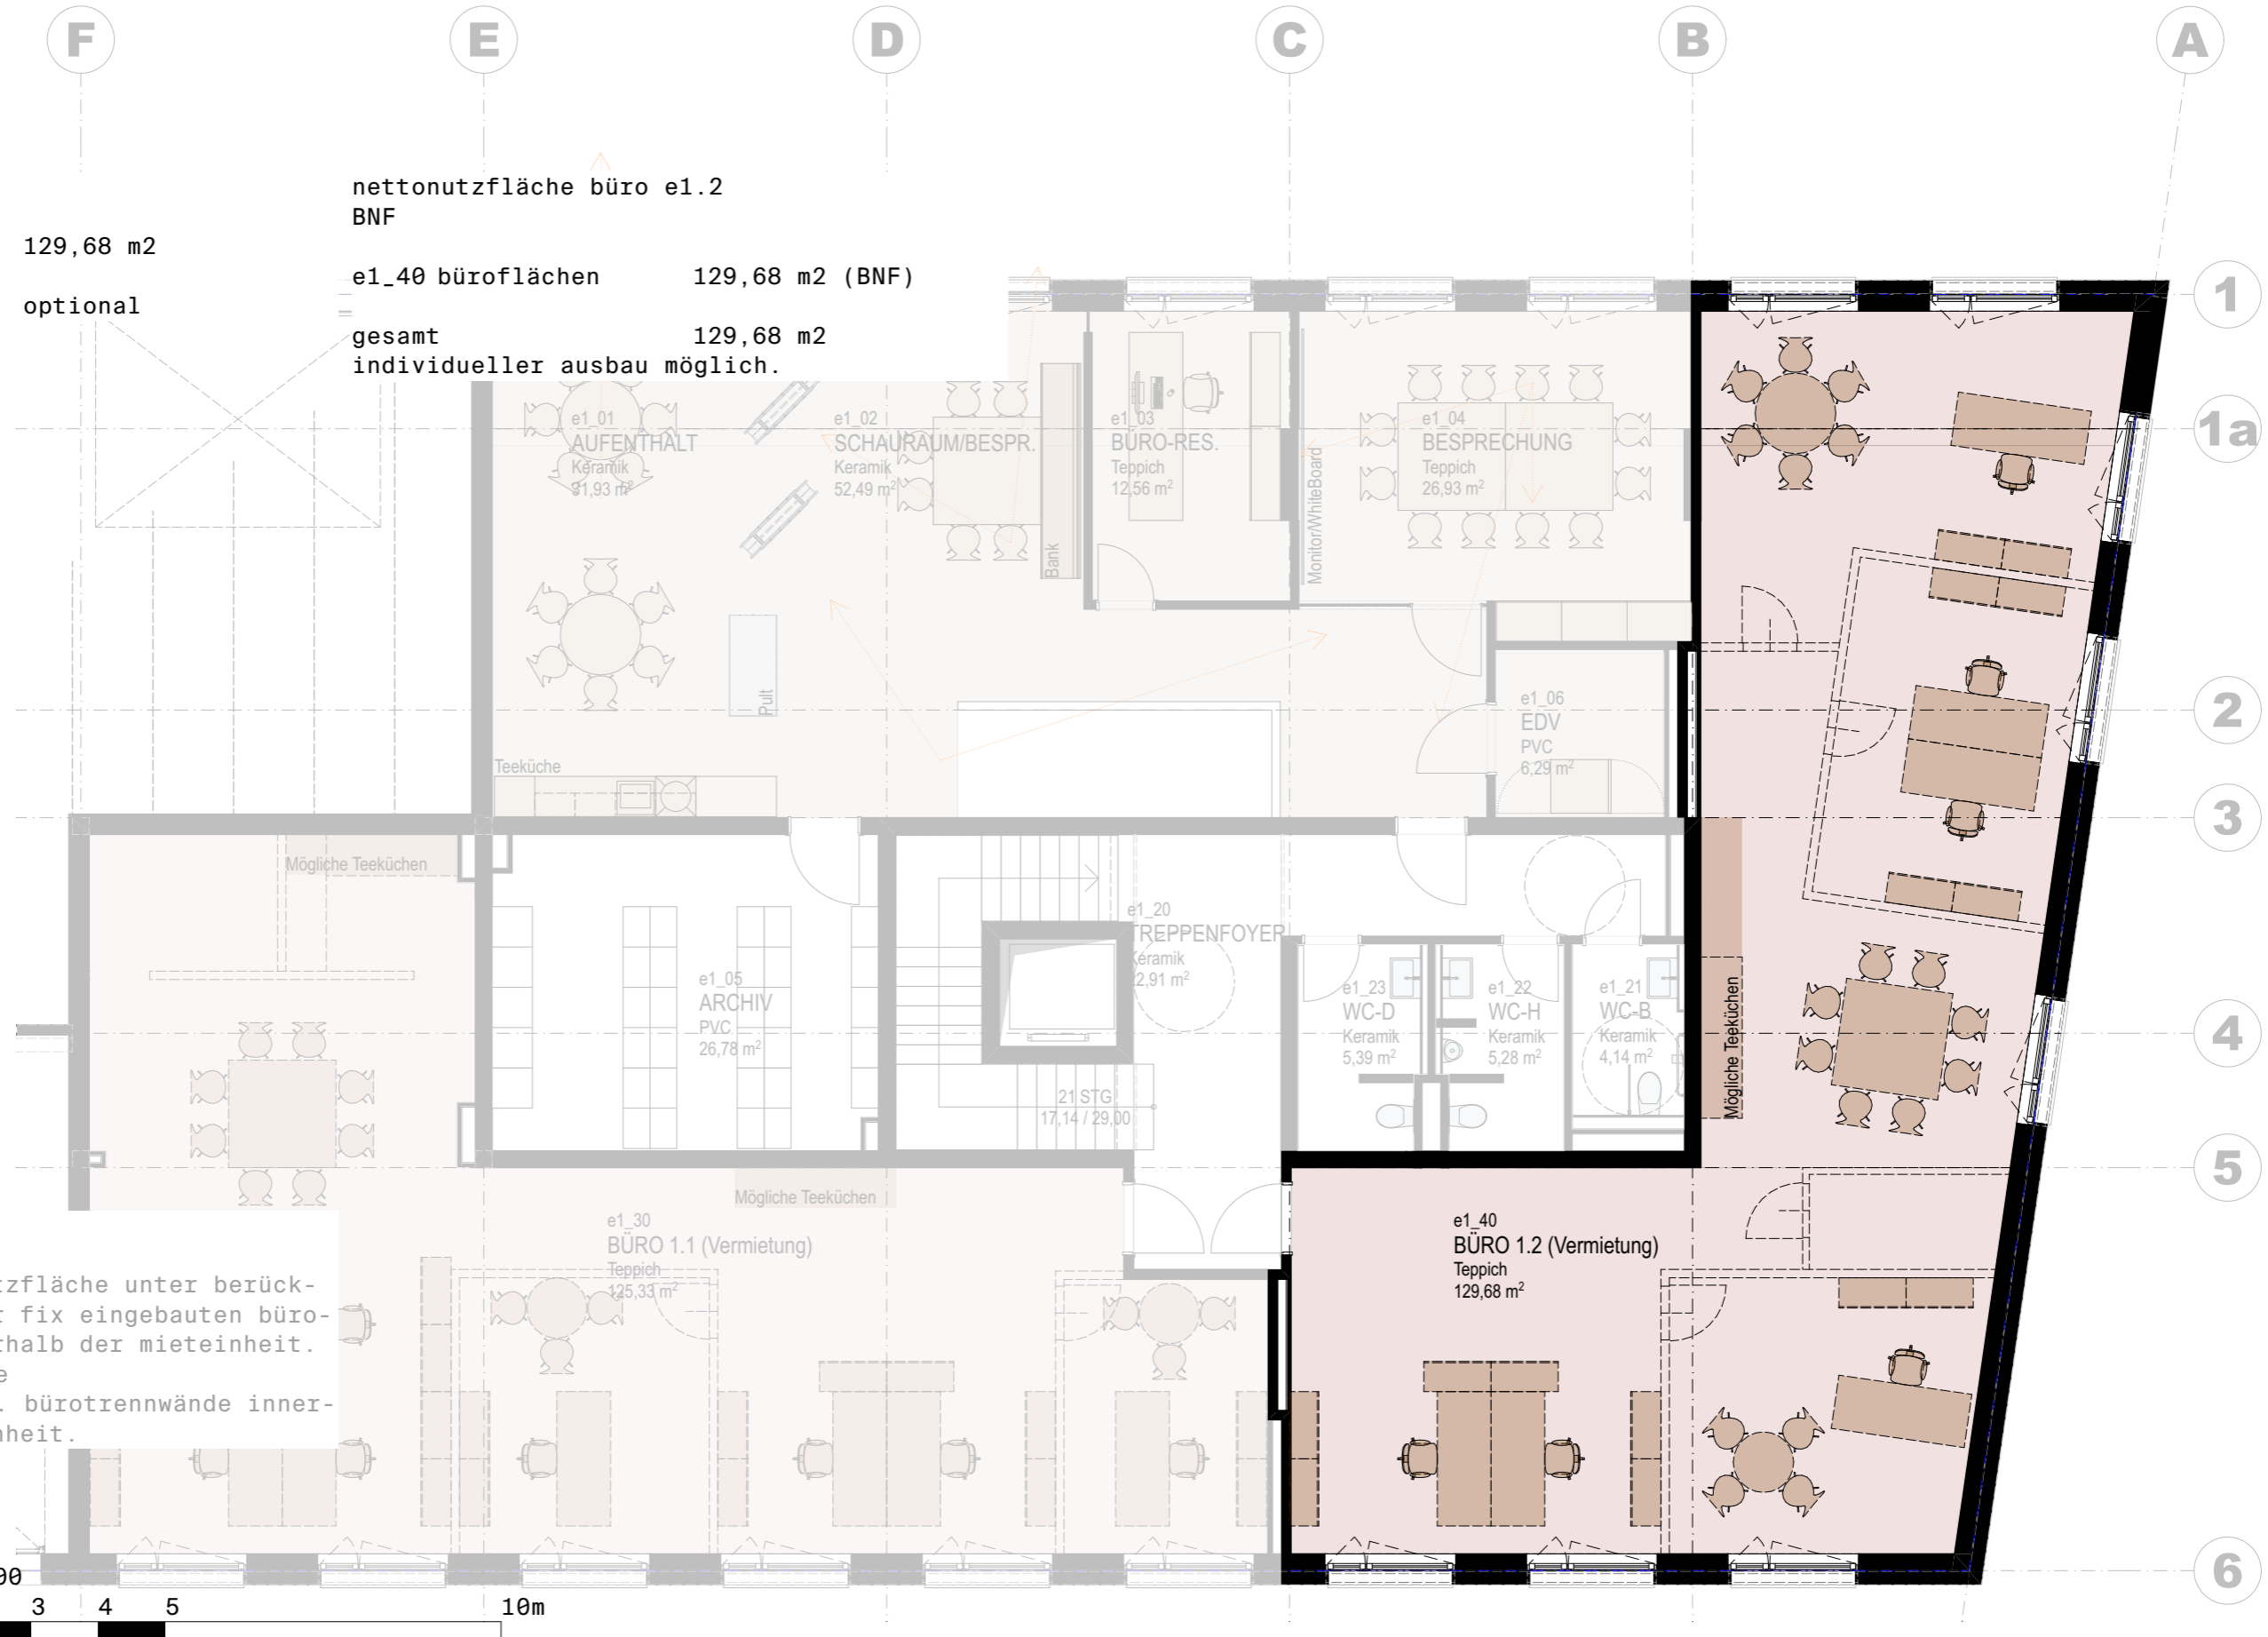 F
E
D
C
B
A
nettonutzfläche büro e1.2
BNF
129,68 m2
e1_40 büroflächen 129,68 m2 (BNF)
optional
gesamt 129,68 m2
individueller ausbau möglich.
1
1a
2
3
4
5
6
e1_01
AUFENTHALT
Keramik
31,93 m²
e1_02
SCHAURAUM/BESPR.
Keramik
52,49 m²
Bank
e1_03
BÜRO-RES.
Teppich
12,56 m²
Monitor/WhiteBoard
e1_04
BESPRECHUNG
Teppich
26,93 m²
Pult
Teeküche
e1_06
EDV
PVC
6,29 m²
Mögliche Teeküchen
e1_05
ARCHIV
PVC
26,78 m²
e1_20
TREPPENFOYER
Keramik
2,91 m²
21 STG
17,14 / 29,00
e1_23
WC-D
Keramik
5,39 m²
e1_22
WC-H
Keramik
5,28 m²
e1_21
WC-B
Keramik
4,14 m²
Mögliche Teeküchen
Mögliche Teeküchen
e1_30
BÜRO 1.1 (Vermietung)
Teppich
125,33 m²
e1_40
BÜRO 1.2 (Vermietung)
Teppich
129,68 m²
tzfläche unter berück-
r fix eingebauten büro-
rhalb der mieteinheit.
e
. bürotrennwände inner-
nheit.
00
3 4 5 10m